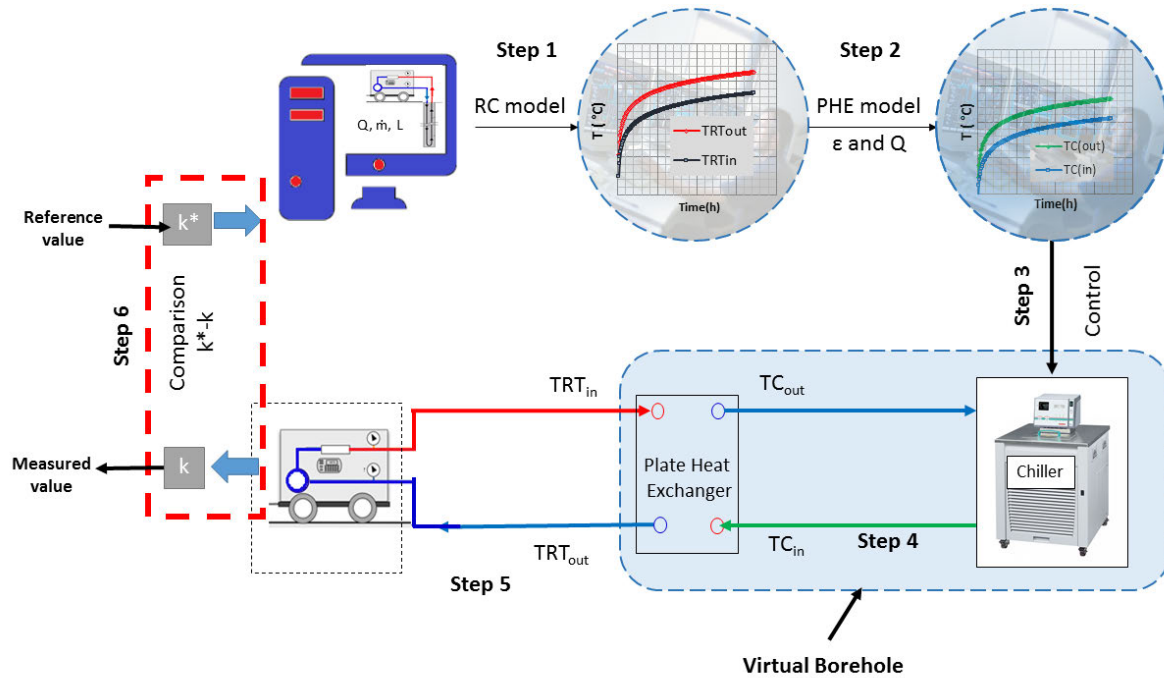 Step 1
RC model
Q, ṁ, L
T (°C)
TRTout
TRTin
Time(h)
Step 2
PHE model
ε and Q
T (°C)
TC(out)
TC(in)
Time(h)
Step 3
Control
Reference
value
k*
Step 6
Comparison
k*-k
Measured
value
k
TRTin
TRTout
Step 5
Plate Heat
Exchanger
TCout
TCin
Step 4
Chiller
Virtual Borehole